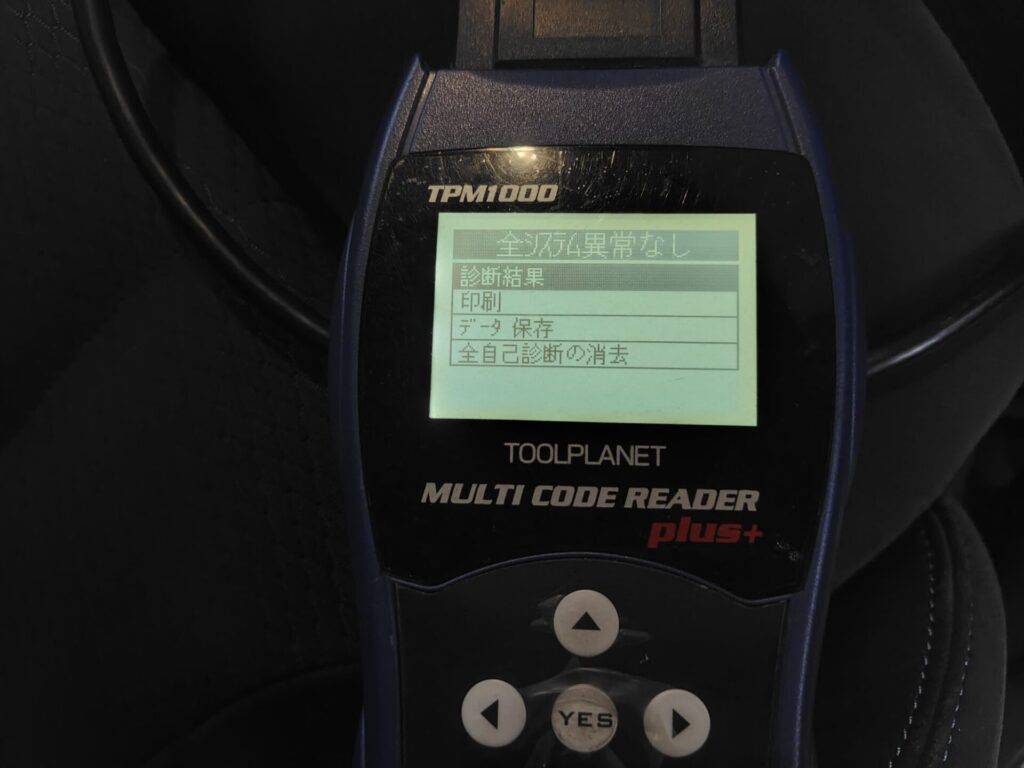 TPM1000
全システム異常なし
診断結果
印刷
データ 保存
全自己診断の消去
TOOLPLANET
MULTI CODE READER
plus+
YES